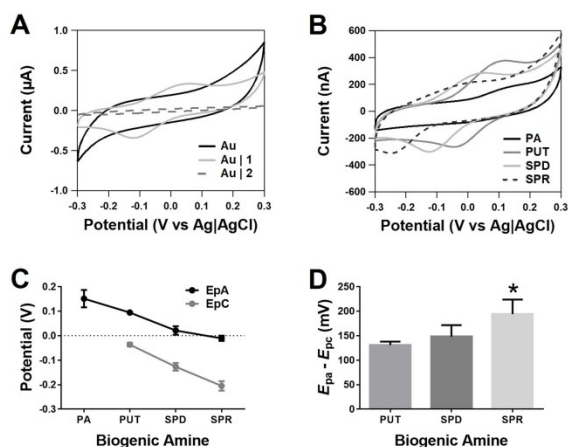 A
Current (µA)
1.0
0.5
0.0
-0.5
-1.0
Au
Au | 1
Au | 2
-0.3 -0.2 -0.1 0.0 0.1 0.2 0.3
Potential (V vs Ag|AgCl)
B
Current (nA)
600
400
200
0
-200
-400
-600
PA
PUT
SPD
SPR
-0.3 -0.2 -0.1 0.0 0.1 0.2 0.3
Potential (V vs Ag|AgCl)
C
Potential (V)
0.2
0.1
0.0
-0.1
-0.2
-0.3
EpA
EpC
PA PUT SPD SPR
Biogenic Amine
D
Epa - Epc (mV)
250
200
150
100
50
0
*
PUT SPD SPR
Biogenic Amine